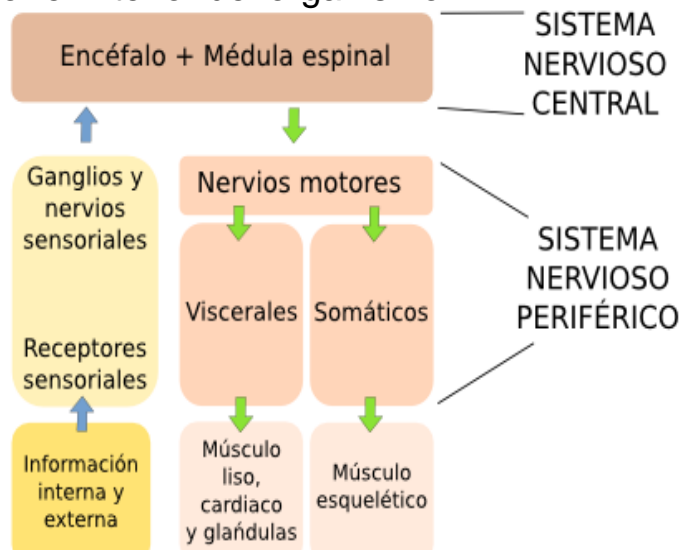 Encéfalo + Médula espinal
SISTEMA
NERVIOSO
CENTRAL
Ganglios y
nervios
sensoriales
Receptores
sensoriales
Nervios motores
Viscerales
Somáticos
SISTEMA
NERVIOSO
PERIFÉRICO
Información
interna y
externa
Músculo
liso,
cardiaco
y glańdulas
Músculo
esquelético